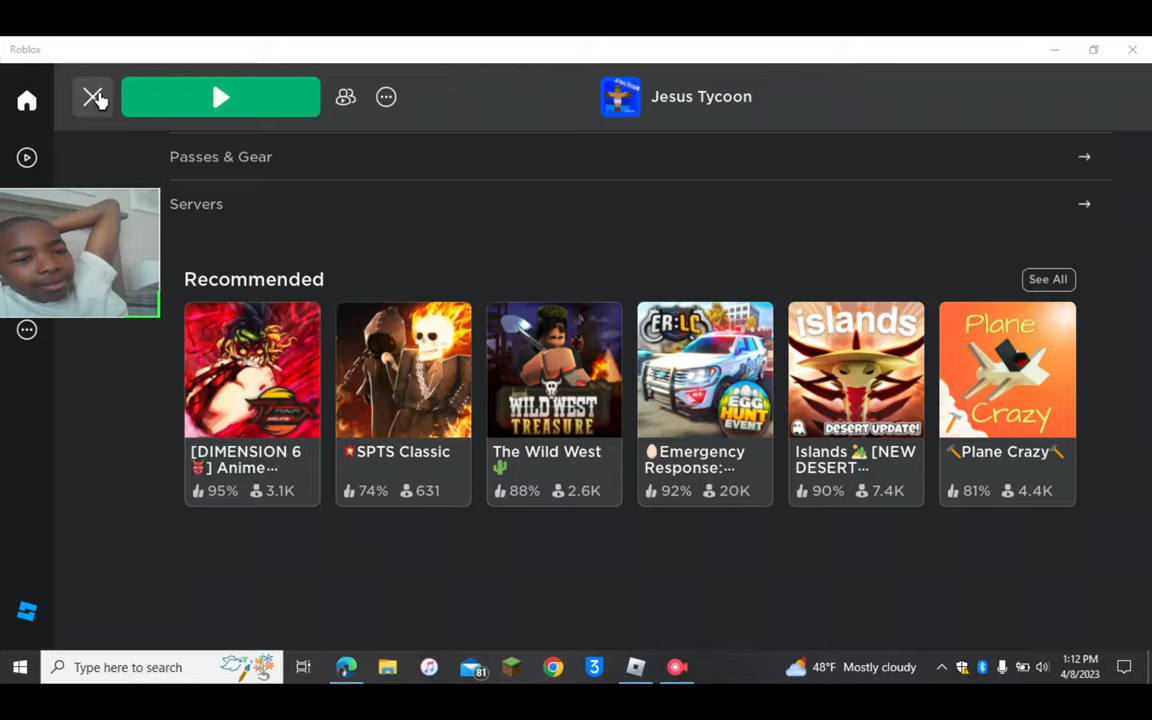 Roblox
Jesus Tycoon
Passes & Gear
Servers
Recommended
See All
ER:LC
EGG
HUNT
EVENT
WILD WEST
TREASURE
islands
DESERT UPDATE!
Plane
Crazy
[DIMENSION 6
👹] Anime...
95% 3.1K
💥SPTS Classic
74% 631
The Wild West
🌵
88% 2.6K
🥚Emergency
Response:...
92% 20K
Islands 🏜️ [NEW
DESERT...
90% 7.4K
🔨Plane Crazy🔨
81% 4.4K
Type here to search
81
3
48°F Mostly cloudy
1:12 PM
4/8/2023